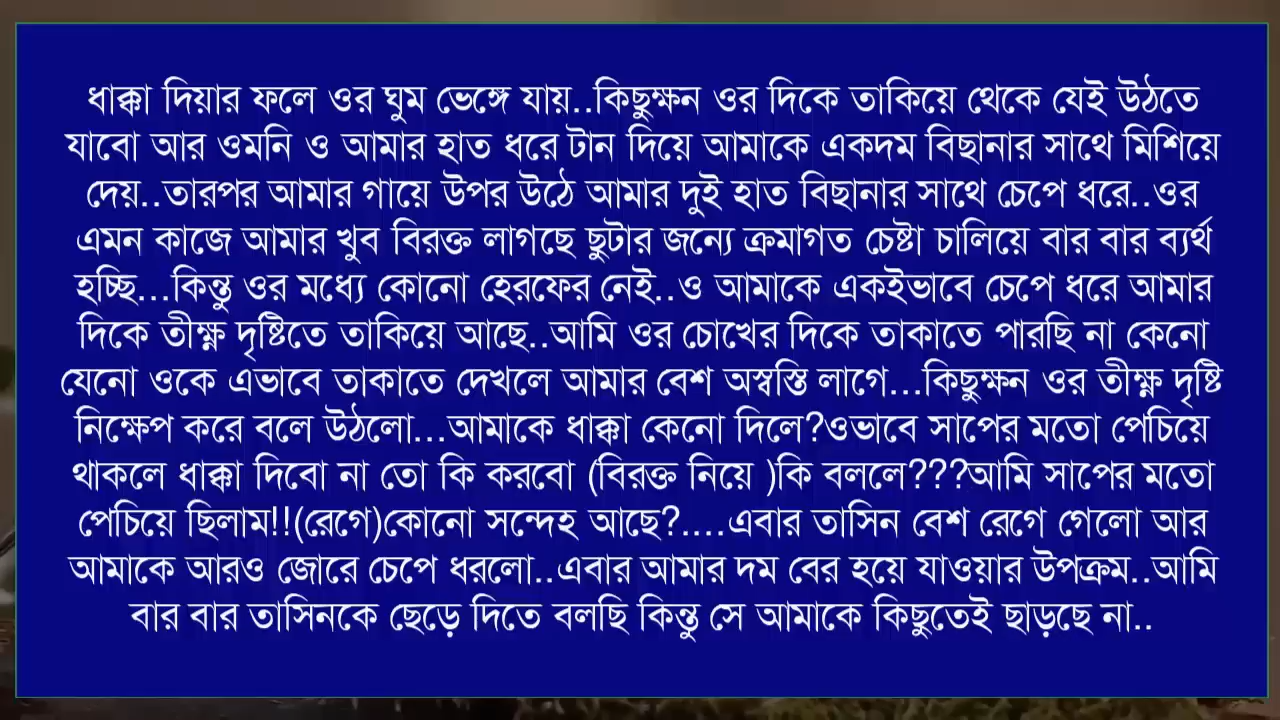 ধাক্কা দিয়ার ফলে ওর ঘুম ভেঙ্গে যায়..কিছুক্ষন ওর দিকে তাকিয়ে থেকে যেই উঠতে
যাবো আর ওমনি ও আমার হাত ধরে টান দিয়ে আমাকে একদম বিছানার সাথে মিশিয়ে
দেয়..তারপর আমার গায়ে উপর উঠে আমার দুই হাত বিছানার সাথে চেপে ধরে..ওর
এমন কাজে আমার খুব বিরক্ত লাগছে ছুটার জন্যে ক্রমাগত চেষ্টা চালিয়ে বার বার ব্যর্থ
হচ্ছি...কিন্তু ওর মধ্যে কোনো হেরফের নেই..ও আমাকে একইভাবে চেপে ধরে আমার
দিকে তীক্ষ্ণ দৃষ্টিতে তাকিয়ে আছে..আমি ওর চোখের দিকে তাকাতে পারছি না কেনো
যেনো ওকে এভাবে তাকাতে দেখলে আমার বেশ অস্বস্তি লাগে...কিছুক্ষন ওর তীক্ষ্ণ দৃষ্টি
নিক্ষেপ করে বলে উঠলো...আমাকে ধাক্কা কেনো দিলে?ওভাবে সাপের মতো পেচিয়ে
থাকলে ধাক্কা দিবো না তো কি করবো (বিরক্ত নিয়ে )কি বললে???আমি সাপের মতো
পেচিয়ে ছিলাম!!(রেগে)কোনো সন্দেহ আছে?....এবার তাসিন বেশ রেগে গেলো আর
আমাকে আরও জোরে চেপে ধরলো..এবার আমার দম বের হয়ে যাওয়ার উপক্রম..আমি
বার বার তাসিনকে ছেড়ে দিতে বলছি কিন্তু সে আমাকে কিছুতেই ছাড়ছে না..